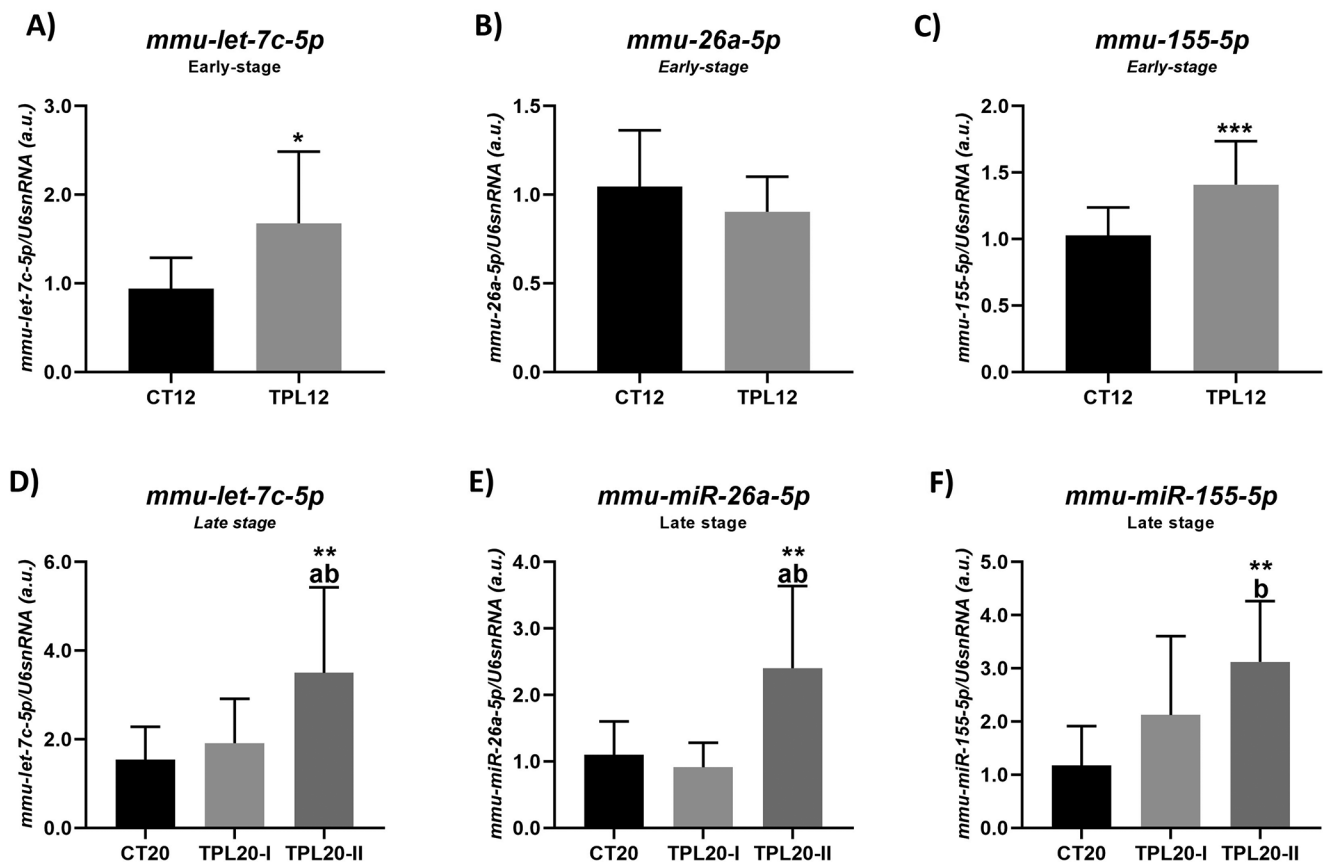 A)
mmu-let-7c-5p
Early-stage
mmu-let-7c-5p/U6snRNA (a.u.)
3.0
2.0
1.0
0.0
*
CT12
TPL12
B)
mmu-26a-5p
Early-stage
mmu-26a-5p/U6snRNA (a.u.)
1.5
1.0
0.5
0.0
CT12
TPL12
C)
mmu-155-5p
Early-stage
mmu-155-5p/U6snRNA (a.u.)
2.0
1.5
1.0
0.5
0.0
***
CT12
TPL12
D)
mmu-let-7c-5p
Late stage
mmu-let-7c-5p/U6snRNA (a.u.)
6.0
4.0
2.0
0.0
**
ab
CT20
TPL20-I
TPL20-II
E)
mmu-miR-26a-5p
Late stage
mmu-miR-26a-5p/U6snRNA (a.u.)
4.0
3.0
2.0
1.0
0.0
**
ab
CT20
TPL20-I
TPL20-II
F)
mmu-miR-155-5p
Late stage
mmu-miR-155-5p/U6snRNA (a.u.)
5.0
4.0
3.0
2.0
1.0
0.0
**
b
CT20
TPL20-I
TPL20-II